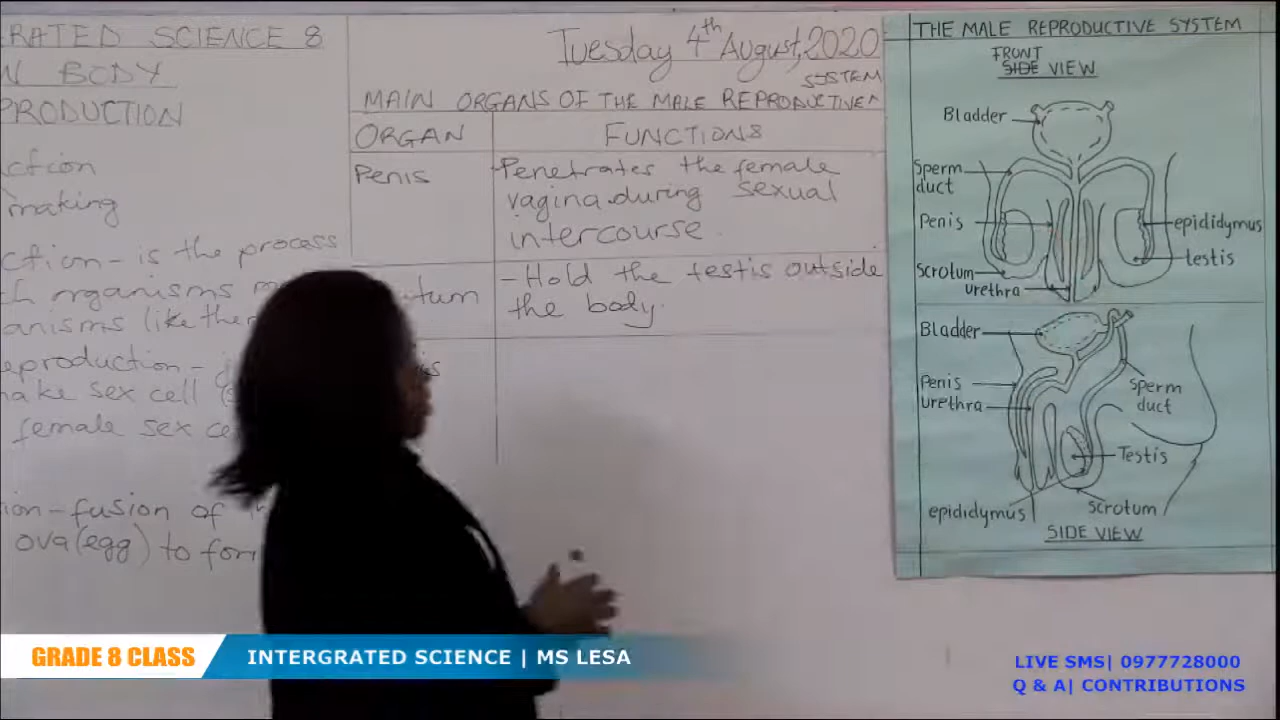 RATED SCIENCE 8
N BODY
PRODUCTION
ction
making
ction - is the process
organisms
anisms like them
eproduction -
ake sex cell
female sex ce
ion - fusion of
ova (egg) to for
Tuesday 4th August, 2020
SYSTEM
MAIN ORGANS OF THE MALE REPRODUCTIVE ^
ORGAN FUNCTIONS
Penis - Penetrates the female
vagina during sexual
intercourse.
tum - Hold the testis outside
the body.
s
THE MALE REPRODUCTIVE SYSTEM
FRONT
SIDE VIEW
Bladder
Sperm
duct
Penis
epididymus
testis
Scrotum
urethra
Bladder
Penis
urethra
Sperm
duct
Testis
epididymus
Scrotum
SIDE VIEW
GRADE 8 CLASS
INTERGRATED SCIENCE | MS LESA
LIVE SMS| 0977728000
Q & A| CONTRIBUTIONS